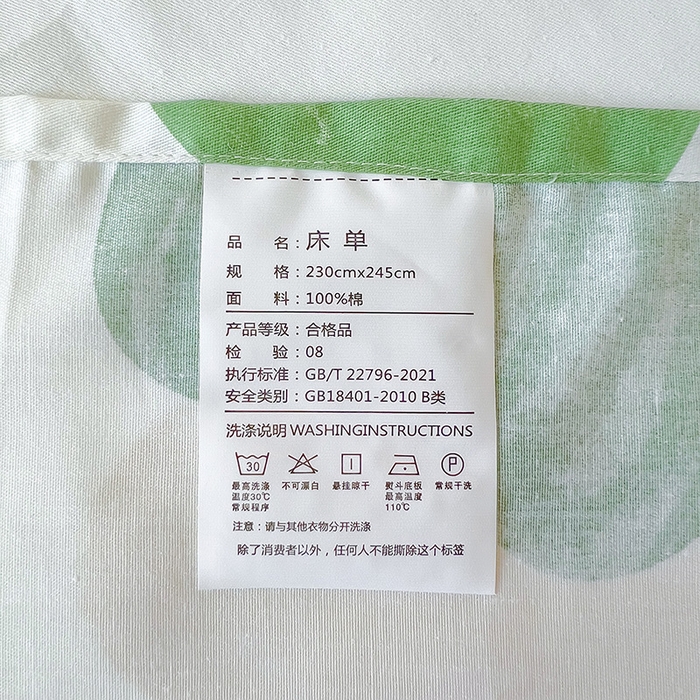 品 名：床 单
规 格：230cmx245cm
面 料：100%棉
产品等级：合格品
检 验：08
执行标准：GB/T 22796-2021
安全类别：GB18401-2010 B类
洗涤说明 WASHINGINSTRUCTIONS
30 P
最高洗涤 不可漂白 悬挂晾干 熨斗底板 常规干洗
温度30℃ 最高温度
常规程序 110℃
注意：请与其他衣物分开洗涤
除了消费者以外，任何人不能撕除这个标签